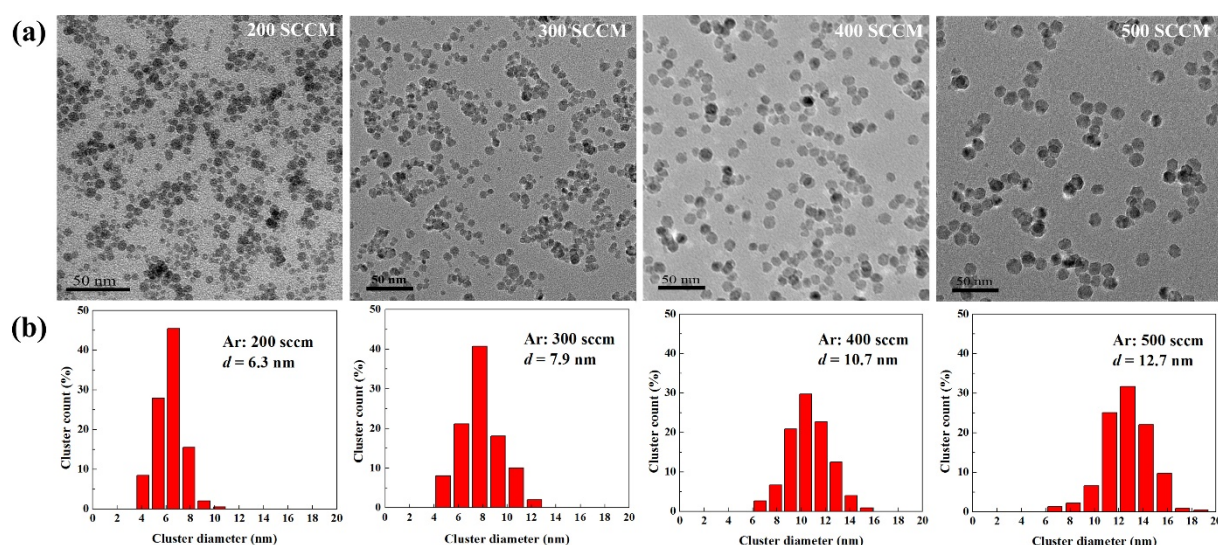 (a)
200 SCCM
300 SCCM
400 SCCM
500 SCCM
50 nm
50 nm
50 nm
50 nm
(b)
50
40
30
20
10
0
Cluster count (%)
Ar: 200 sccm
d = 6.3 nm
0 2 4 6 8 10 12 14 16 18 20
Cluster diameter (nm)
50
40
30
20
10
0
Cluster count (%)
Ar: 300 sccm
d = 7.9 nm
0 2 4 6 8 10 12 14 16 18 20
Cluster diameter (nm)
50
40
30
20
10
0
Cluster count (%)
Ar: 400 sccm
d = 10.7 nm
0 2 4 6 8 10 12 14 16 18 20
Cluster diameter (nm)
50
40
30
20
10
0
Cluster count (%)
Ar: 500 sccm
d = 12.7 nm
0 2 4 6 8 10 12 14 16 18 20
Cluster diameter (nm)